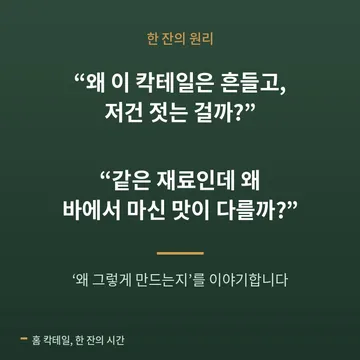 한 잔의 원리
“왜 이 칵테일은 흔들고,
저건 젓는 걸까?”
“같은 재료인데 왜
바에서 마신 맛이 다를까?”
‘왜 그렇게 만드는지’를 이야기합니다
홈 칵테일, 한 잔의 시간